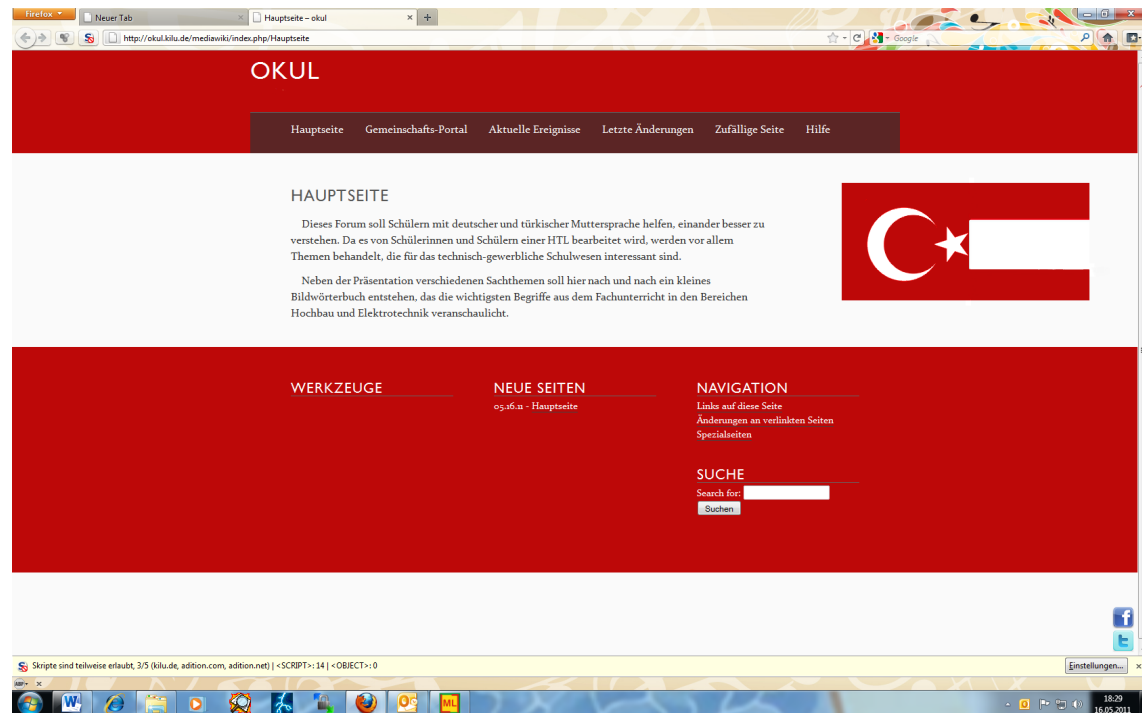 Firefox
Neuer Tab
Hauptseite – okul
http://okul.kilu.de/mediawiki/index.php/Hauptseite
Google
OKUL
Hauptseite Gemeinschafts-Portal Aktuelle Ereignisse Letzte Änderungen Zufällige Seite Hilfe
HAUPTSEITE
Dieses Forum soll Schülern mit deutscher und türkischer Muttersprache helfen, einander besser zu
verstehen. Da es von Schülerinnen und Schülern einer HTL bearbeitet wird, werden vor allem
Themen behandelt, die für das technisch-gewerbliche Schulwesen interessant sind.
Neben der Präsentation verschiedenen Sachthemen soll hier nach und nach ein kleines
Bildwörterbuch entstehen, das die wichtigsten Begriffe aus dem Fachunterricht in den Bereichen
Hochbau und Elektrotechnik veranschaulicht.
WERKZEUGE
NEUE SEITEN
05.16.11 - Hauptseite
NAVIGATION
Links auf diese Seite
Änderungen an verlinkten Seiten
Spezialseiten
SUCHE
Search for:
Suchen
Skripte sind teilweise erlaubt, 3/5 (kilu.de, adition.com, adition.net) | <SCRIPT>: 14 | <OBJECT>: 0
Einstellungen...
ABP
ML
18:29
16.05.2011